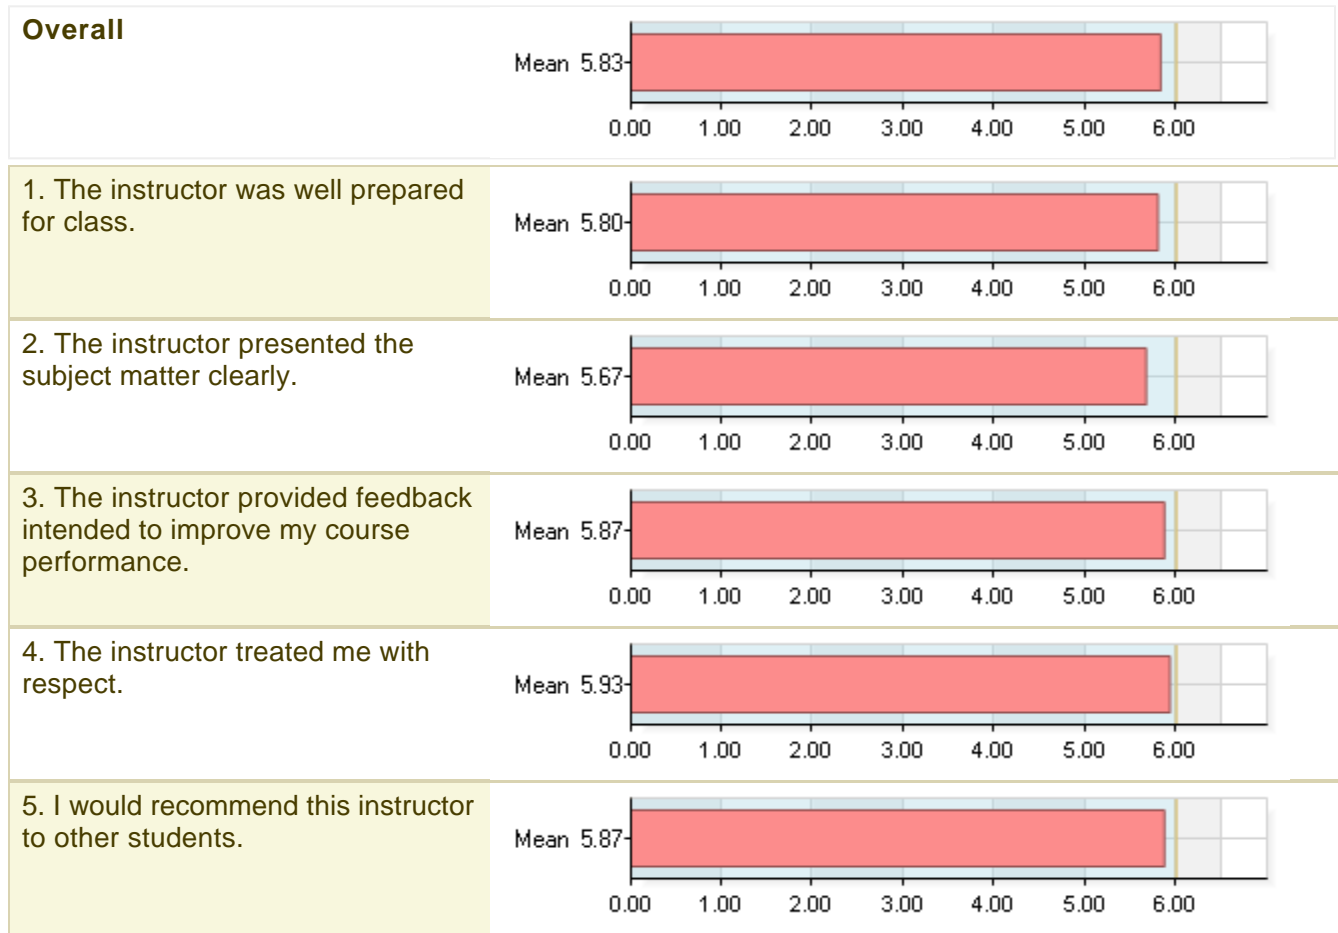 Overall
Mean 5.83
0.00 1.00 2.00 3.00 4.00 5.00 6.00
1. The instructor was well prepared
for class.
Mean 5.80
0.00 1.00 2.00 3.00 4.00 5.00 6.00
2. The instructor presented the
subject matter clearly.
Mean 5.67
0.00 1.00 2.00 3.00 4.00 5.00 6.00
3. The instructor provided feedback
intended to improve my course
performance.
Mean 5.87
0.00 1.00 2.00 3.00 4.00 5.00 6.00
4. The instructor treated me with
respect.
Mean 5.93
0.00 1.00 2.00 3.00 4.00 5.00 6.00
5. I would recommend this instructor
to other students.
Mean 5.87
0.00 1.00 2.00 3.00 4.00 5.00 6.00